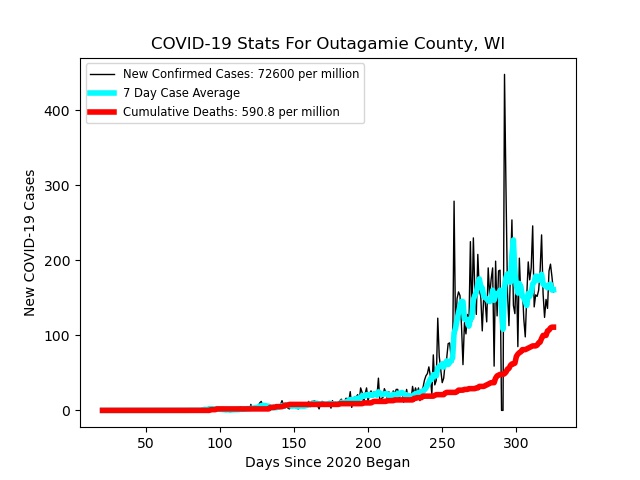 COVID-19 Stats For Outagamie County, WI
New Confirmed Cases: 72600 per million
7 Day Case Average
Cumulative Deaths: 590.8 per million
New COVID-19 Cases
400
300
200
100
0
50 100 150 200 250 300
Days Since 2020 Began